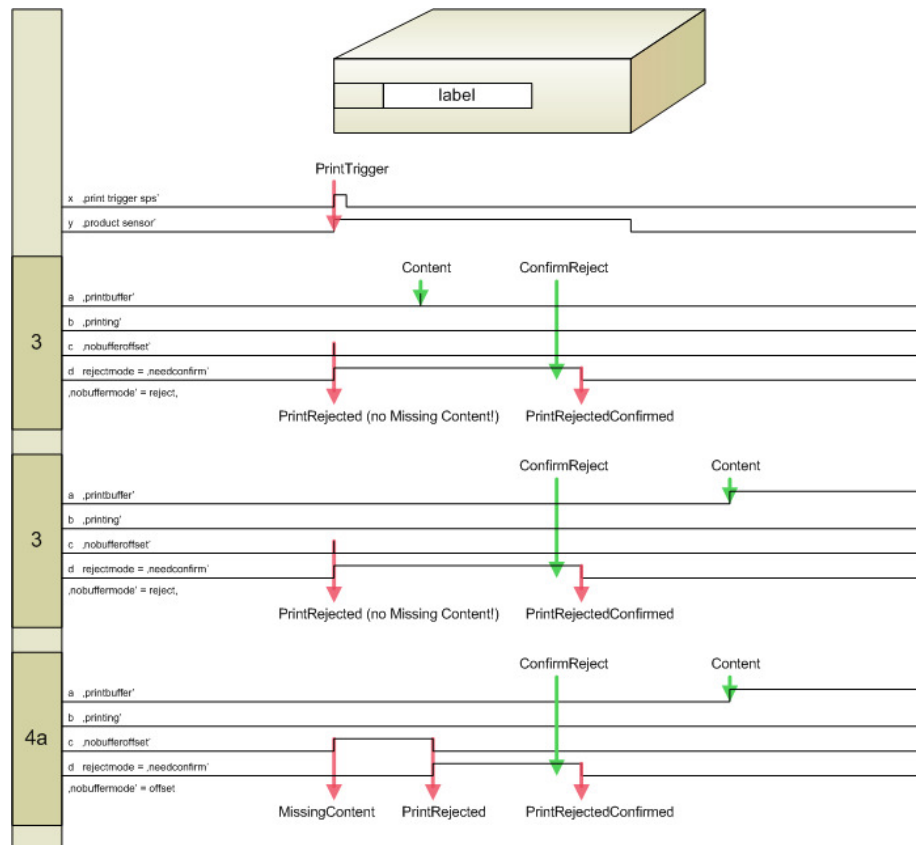 label
PrintTrigger
x ‚print trigger sps‘
y ‚product sensor‘
Content ConfirmReject
3
a ‚printbuffer‘
b ‚printing‘
c ‚nobufferoffset‘
d rejectmode = ‚needconfirm‘
‚nobuffermode‘ = reject,
PrintRejected (no Missing Content!) PrintRejectedConfirmed
ConfirmReject Content
3
a ‚printbuffer‘
b ‚printing‘
c ‚nobufferoffset‘
d rejectmode = ‚needconfirm‘
‚nobuffermode‘ = reject,
PrintRejected (no Missing Content!) PrintRejectedConfirmed
ConfirmReject Content
4a
a ‚printbuffer‘
b ‚printing‘
c ‚nobufferoffset‘
d rejectmode = ‚needconfirm‘
‚nobuffermode‘ = offset
MissingContent PrintRejected PrintRejectedConfirmed